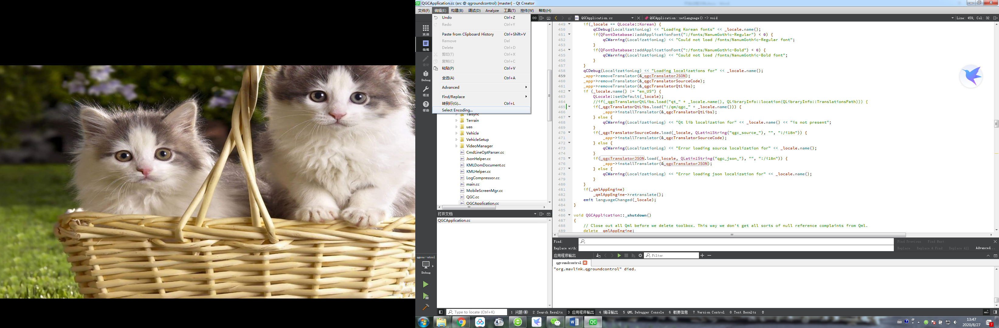 QGCApplication.cc (src @ qgroundcontrol) [master] - Qt Creator
文件(F) 编辑(E) 构建(B) 调试(D) Analyze 工具(T) 控件(W) 帮助(H)
Undo Ctrl+Z
Redo Ctrl+Y
Paste from Clipboard History Ctrl+Shift+V
Remove Del
Delete Ctrl+D
剪切(T) Ctrl+X
复制(C) Ctrl+C
粘贴(P) Ctrl+V
全选(A) Ctrl+A
Advanced
Find/Replace
转到行(G)... Ctrl+L
Select Encoding...
欢迎
编辑
设计
Debug
项目
帮助
Taisync
Terrain
uas
Vehicle
VehicleSetup
VideoManager
CmdLineOptParser.cc
JsonHelper.cc
KMLDomDocument.cc
KMLHelper.cc
LogCompressor.cc
main.cc
MobileScreenMgr.cc
QGC.cc
QGCApplication.cc
打开文档
QGCApplication.cc
qgrou···ntrol
Debug
QGCApplication.cc QGCApplication::setLanguage() -> void Line: 459, Col: 32
449 if(_locale == QLocale::Korean) {
450 qCDebug(LocalizationLog) << "Loading Korean fonts" << _locale.name();
451 if(QFontDatabase::addApplicationFont(":/fonts/NanumGothic-Regular") < 0) {
452 qCWarning(LocalizationLog) << "Could not load /fonts/NanumGothic-Regular font";
453 }
454 if(QFontDatabase::addApplicationFont(":/fonts/NanumGothic-Bold") < 0) {
455 qCWarning(LocalizationLog) << "Could not load /fonts/NanumGothic-Bold font";
456 }
457 }
458 qCDebug(LocalizationLog) << "Loading localizations for" << _locale.name();
459 _app->removeTranslator(&_qgcTranslatorJSON);
460 _app->removeTranslator(&_qgcTranslatorSourceCode);
461 _app->removeTranslator(&_qgcTranslatorQtLibs);
462 if (_locale.name() != "en_US") {
463 QLocale::setDefault(_locale);
464 //if(_qgcTranslatorQtLibs.load("qt_" + _locale.name(), QLibraryInfo::location(QLibraryInfo::TranslationsPath))) {
465 if(_qgcTranslatorQtLibs.load(":/qm/qgc_" + _locale.name())) {
466 _app->installTranslator(&_qgcTranslatorQtLibs);
467 } else {
468 qCWarning(LocalizationLog) << "Qt lib localization for" << _locale.name() << "is not present";
469 }
470 if(_qgcTranslatorSourceCode.load(_locale, QLatin1String("qgc_source_"), "", ":/i18n")) {
471 _app->installTranslator(&_qgcTranslatorSourceCode);
472 } else {
473 qCWarning(LocalizationLog) << "Error loading source localization for" << _locale.name();
474 }
475 if(_qgcTranslatorJSON.load(_locale, QLatin1String("qgc_json_"), "", ":/i18n")) {
476 _app->installTranslator(&_qgcTranslatorJSON);
477 } else {
478 qCWarning(LocalizationLog) << "Error loading json localization for" << _locale.name();
479 }
480 }
481 if(_qmlAppEngine)
482 _qmlAppEngine->retranslate();
483 emit languageChanged(_locale);
484 }
485
486 void QGCApplication::_shutdown()
487 {
488 // Close out all Qml before we delete toolbox. This way we don't get all sorts of null reference complaints from Qml.
489 delete _qmlAppEngine;
Find: Find Previous Find Next
Replace with: Replace Replace & Find Replace All Advanced...
应用程序输出 Filter
qgroundcontrol
"org.mavlink.qgroundcontrol" died.
Type to locate (Ctrl+K) 1 问题 1 2 Search Results 3 应用程序输出 4 编译输出 5 QML Debugger Console 6 概要信息 7 Version Control 8 Test Results
13:47
2020/8/27
7